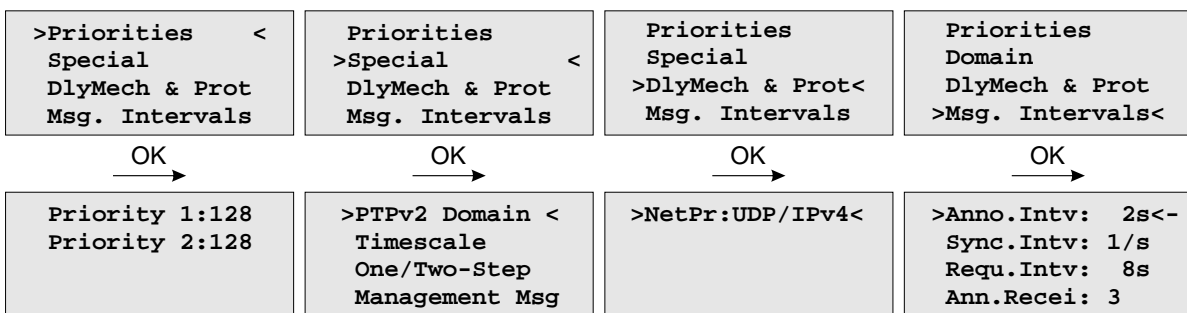 >Priorities <
Special
DlyMech & Prot
Msg. Intervals
Priorities
>Special <
DlyMech & Prot
Msg. Intervals
Priorities
Special
>DlyMech & Prot<
Msg. Intervals
Priorities
Domain
DlyMech & Prot
>Msg. Intervals<
OK
OK
OK
OK
Priority 1:128
Priority 2:128
>PTPv2 Domain <
Timescale
One/Two-Step
Management Msg
>NetPr:UDP/IPv4<
>Anno.Intv: 2s<-
Sync.Intv: 1/s
Requ.Intv: 8s
Ann.Recei: 3